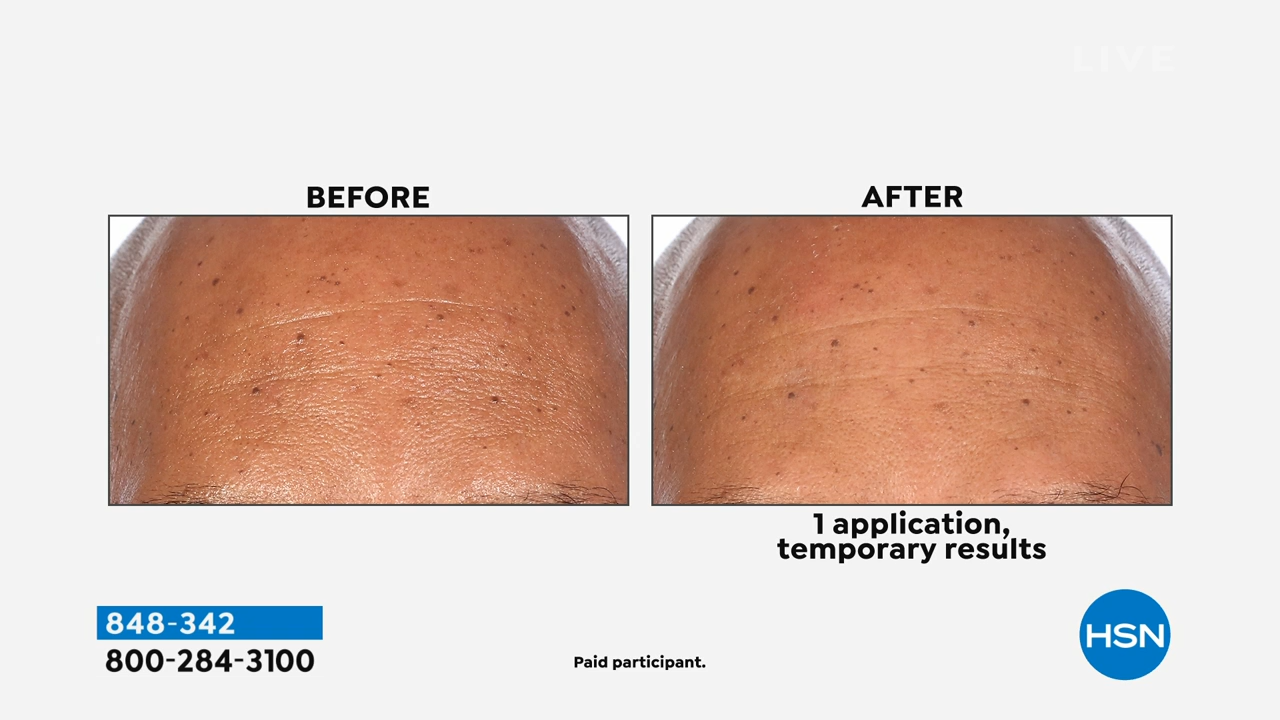 LIVE
BEFORE
AFTER
1 application,
temporary results
848-342
800-284-3100
Paid participant.
HSN